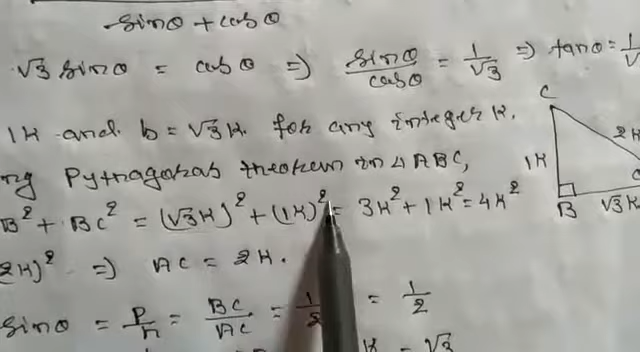 sinθ + cosθ
√3 sinθ = cosθ ⇒ sinθ/cosθ = 1/√3 ⇒ tanθ = 1/√
1K and b = √3K for any integer K.
ng Pythagoras theorem in △ABC,
B² + BC² = (√3K)² + (1K)² = 3K² + 1K² = 4K²
2K)² ⇒ AC = 2K.
sinθ = P/h = BC/AC = 1/2 = 1/2
K = √3
C
2K
1K
B
√3K